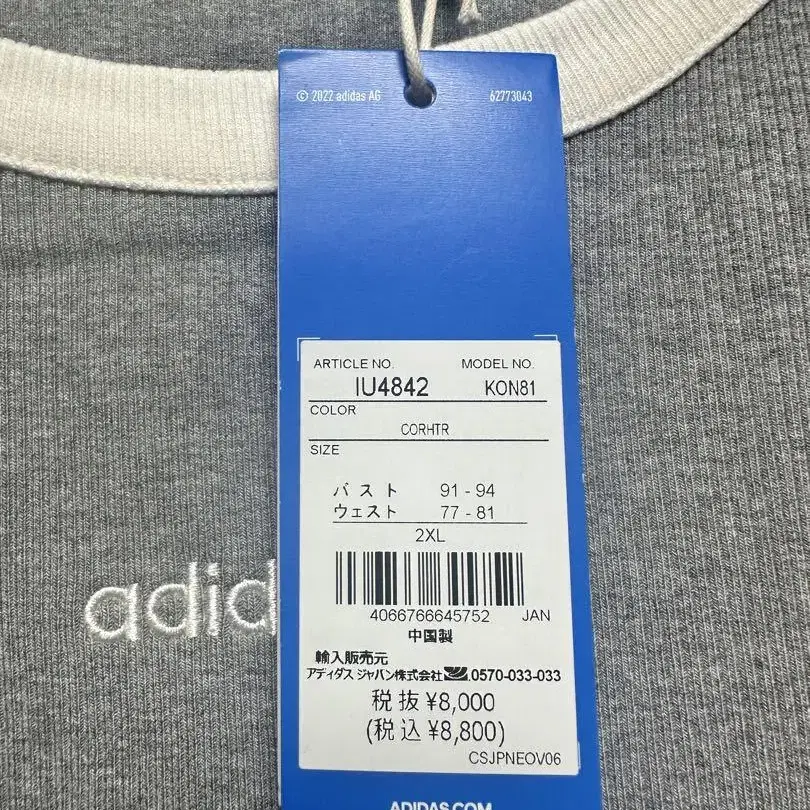 © 2022 adidas AG 62773043
ARTICLE NO. MODEL NO.
IU4842 KON81
COLOR
CORHTR
SIZE
バスト 91 - 94
ウェスト 77 - 81
2XL
4066766645752 JAN
中国製
輸入販売元
アディダス ジャパン株式会社 0570-033-033
税抜 ¥8,000
(税込 ¥8,800)
CSJPNEOV06
ADIDAS.COM
adid